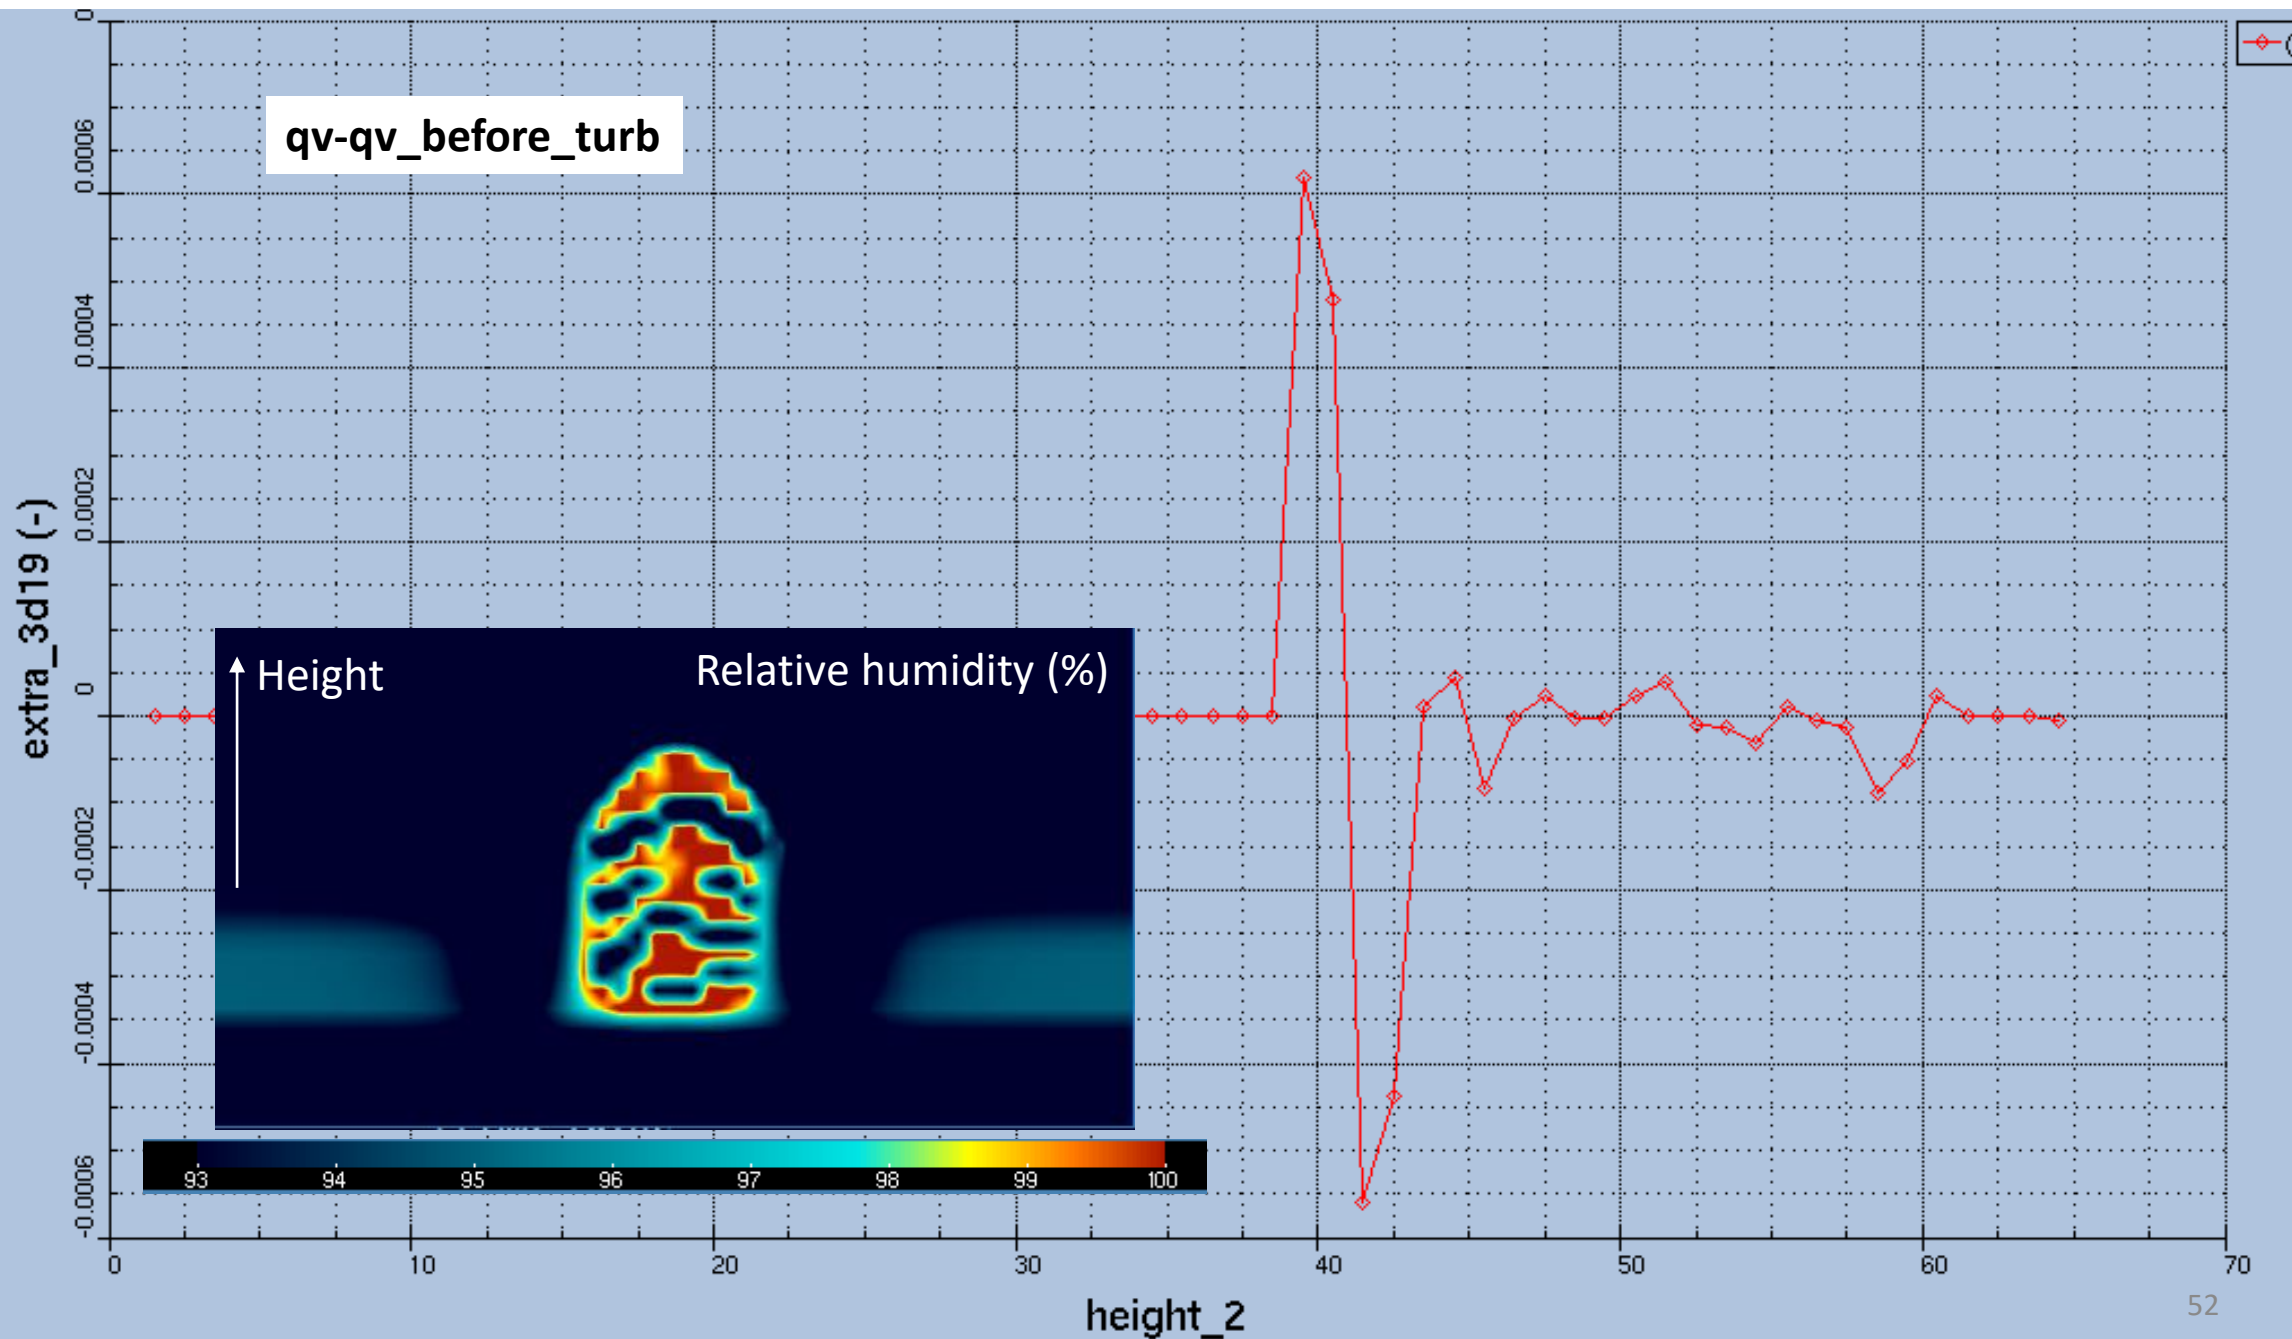 0
0.0006
0.0004
0.0002
0
-0.0002
-0.0004
-0.0006
extra_3d19 (-)
qv-qv_before_turb
Height
Relative humidity (%)
93 94 95 96 97 98 99 100
0 10 20 30 40 50 60 70
height_2
52